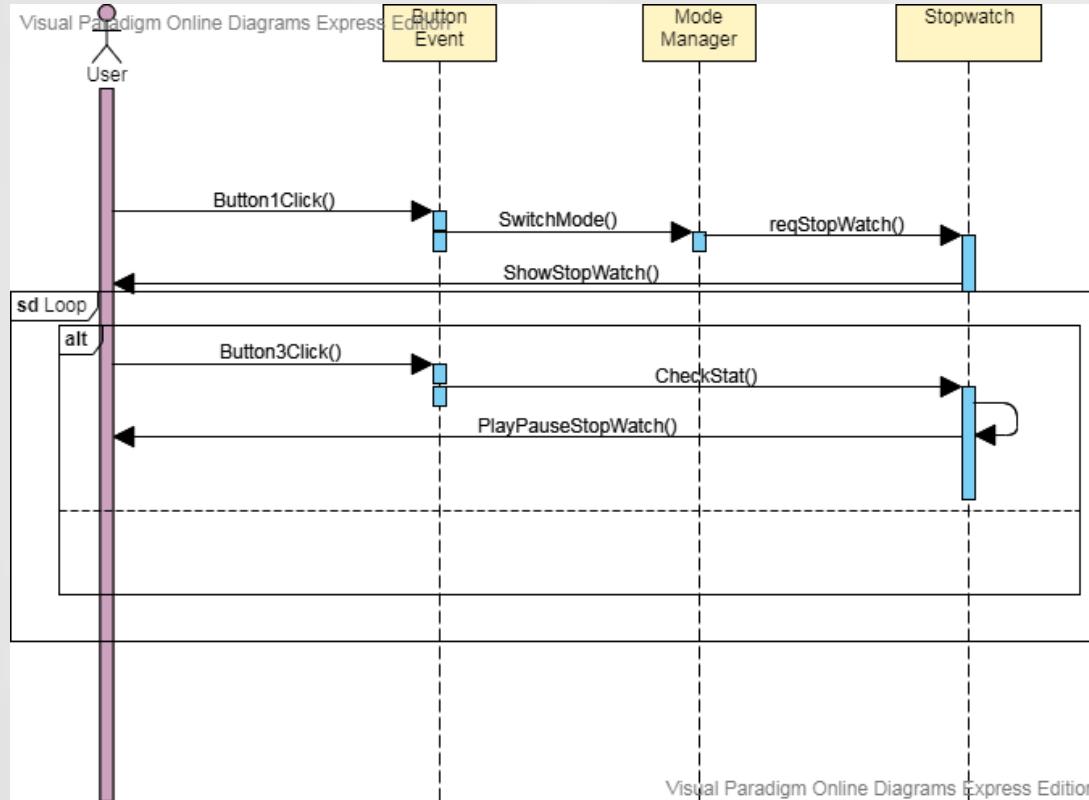 Visual Paradigm Online Diagrams Express Edition
Button
Event
Mode
Manager
Stopwatch
User
Button1Click()
SwitchMode()
reqStopWatch()
ShowStopWatch()
sd Loop
alt
Button3Click()
CheckStat()
PlayPauseStopWatch()
Visual Paradigm Online Diagrams Express Edition